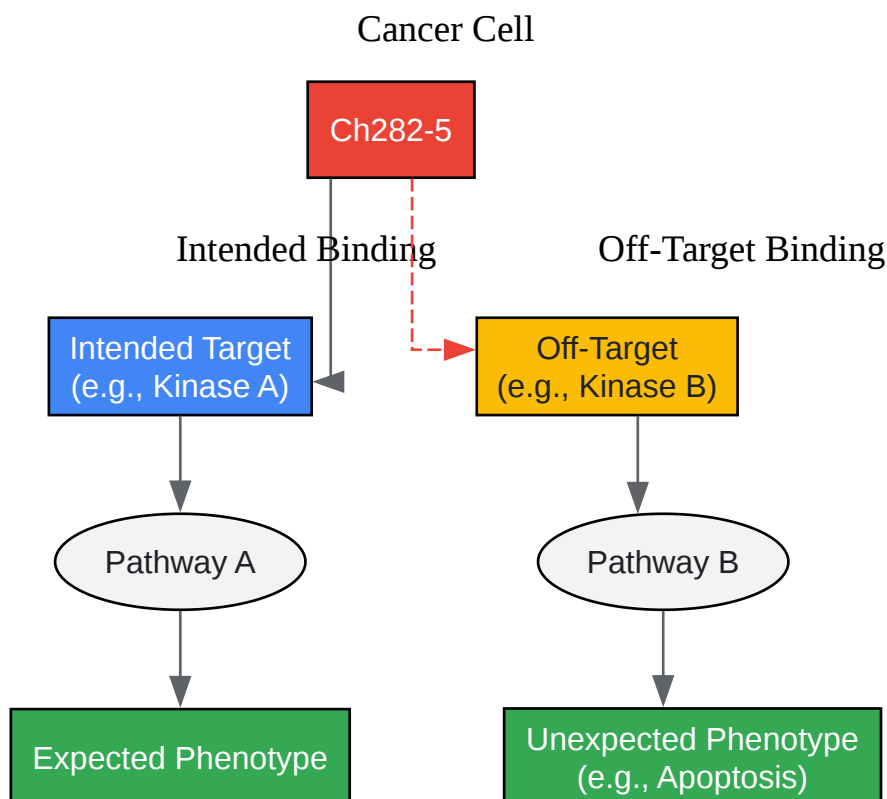 Cancer Cell
Ch282-5
Intended Binding
Off-Target Binding
Intended Target
(e.g., Kinase A)
Off-Target
(e.g., Kinase B)
Pathway A
Pathway B
Expected Phenotype
Unexpected Phenotype
(e.g., Apoptosis)